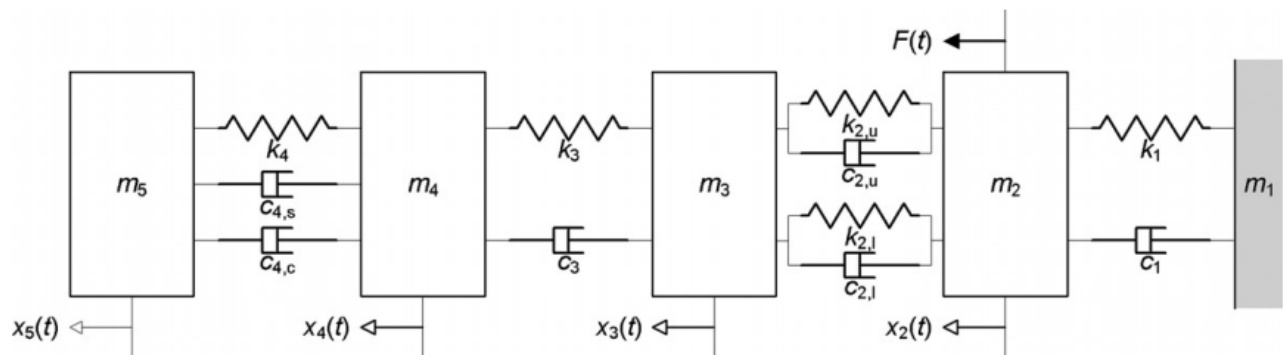 F(t)
k₄
k₃
k₂,ᵤ
k₁
c₂,ᵤ
m₅
c₄,ₛ
m₄
m₃
m₂
m₁
c₄,c
c₃
k₂,ₗ
c₂,ₗ
c₁
x₅(t)
x₄(t)
x₃(t)
x₂(t)